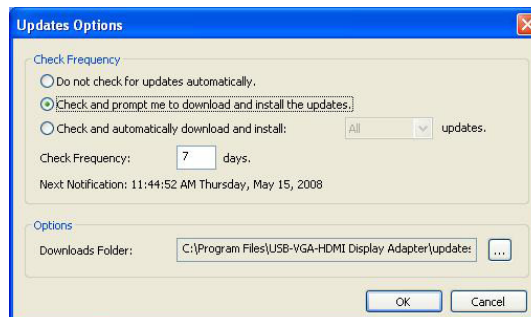 Updates Options
Check Frequency
Do not check for updates automatically.
Check and prompt me to download and install the updates.
Check and automatically download and install: All updates.
Check Frequency: 7 days.
Next Notification: 11:44:52 AM Thursday, May 15, 2008
Options
Downloads Folder: C:\Program Files\USB-VGA-HDMI Display Adapter\updates ...
OK Cancel